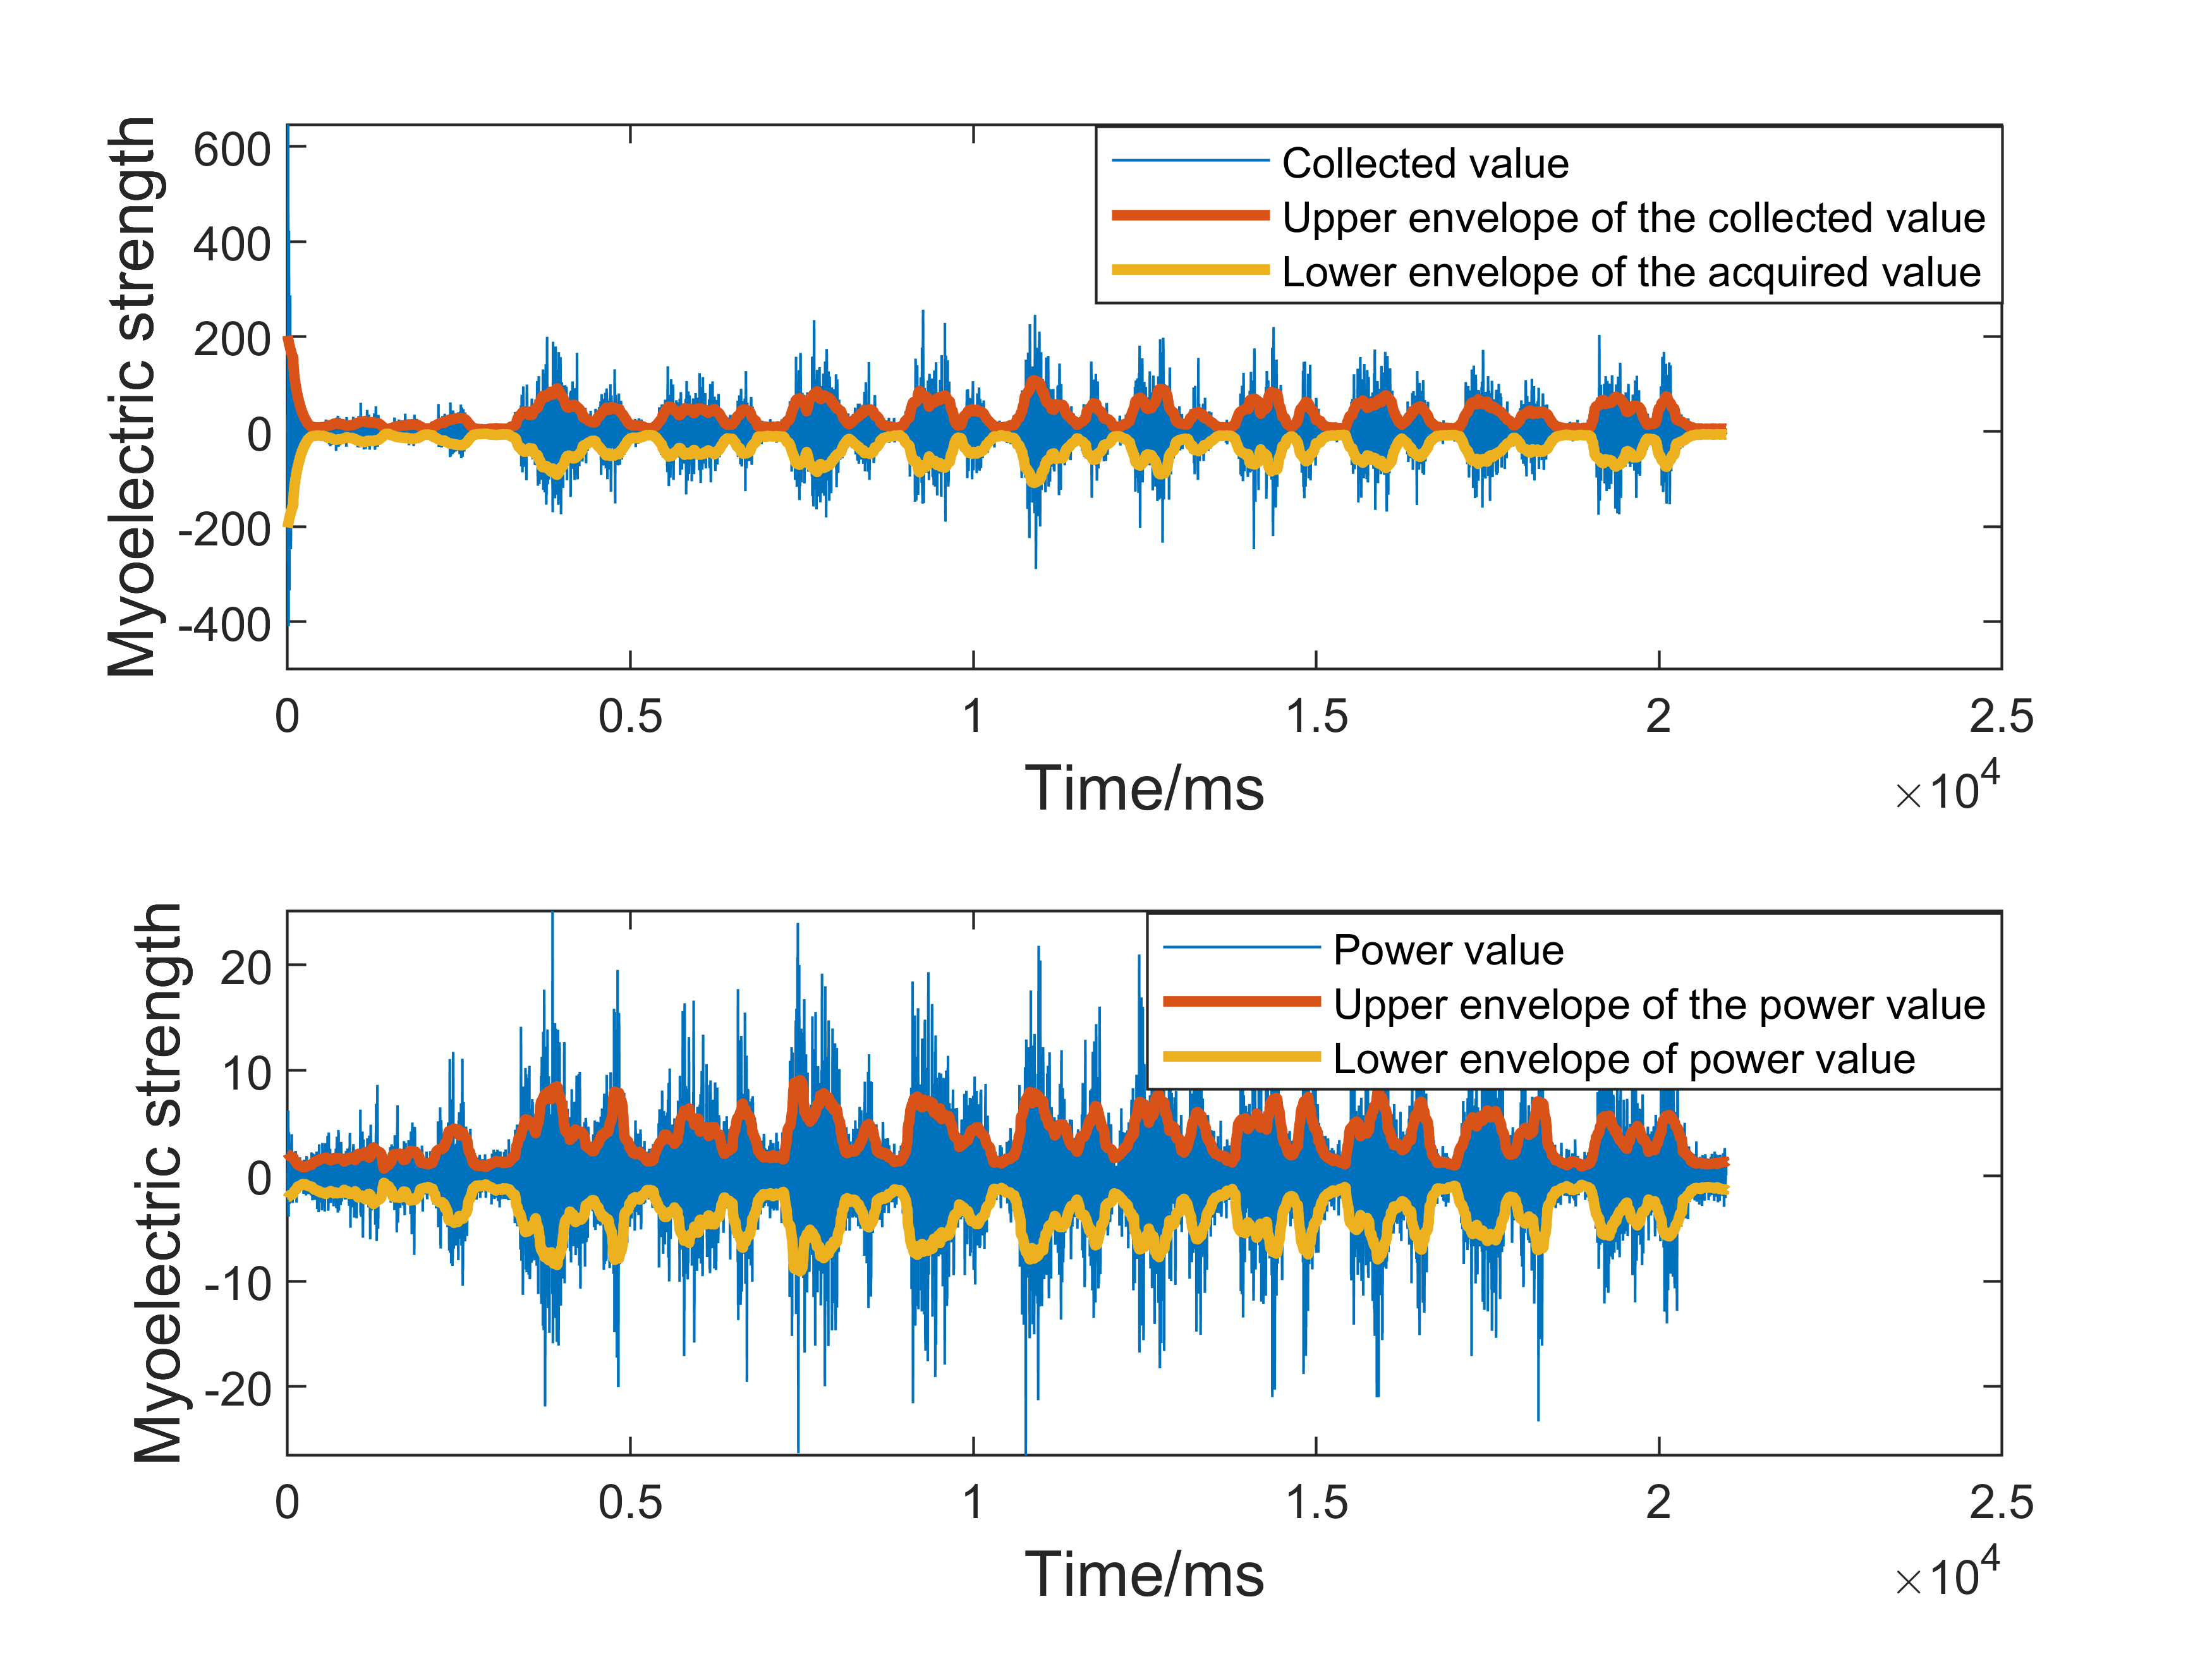 Myoelectric strength
600
400
200
0
-200
-400
Collected value
Upper envelope of the collected value
Lower envelope of the acquired value
0 0.5 1 1.5 2 2.5
Time/ms
×10^4
Myoelectric strength
20
10
0
-10
-20
Power value
Upper envelope of the power value
Lower envelope of power value
0 0.5 1 1.5 2 2.5
Time/ms
×10^4